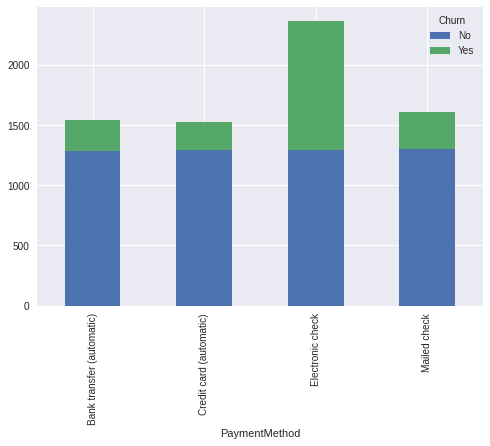 Churn
No
Yes
2000
1500
1000
500
0
Bank transfer (automatic)
Credit card (automatic)
Electronic check
Mailed check
PaymentMethod